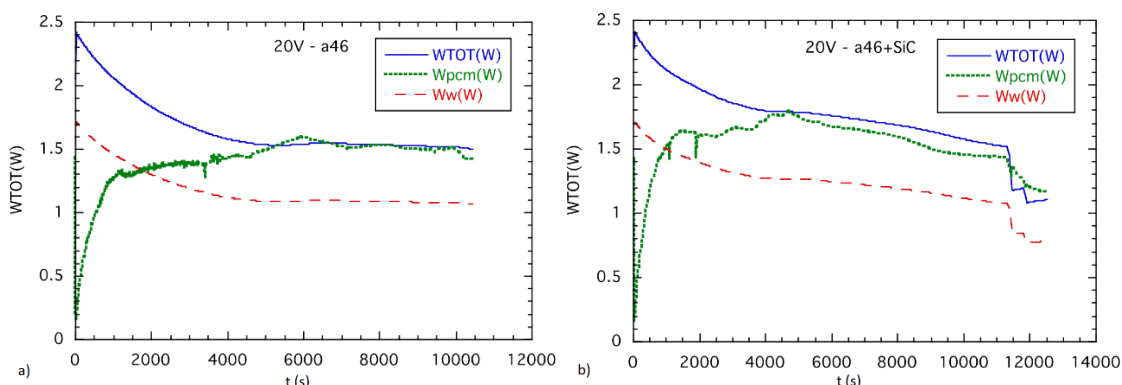 2.5
2
1.5
1
0.5
0
WTOT(W)
20V - a46
WTOT(W)
Wpcm(W)
Ww(W)
0 2000 4000 6000 8000 10000 12000
t (s)
a)
2.5
2
1.5
1
0.5
0
WTOT(W)
20V - a46+SiC
WTOT(W)
Wpcm(W)
Ww(W)
0 2000 4000 6000 8000 10000 12000 14000
t (s)
b)